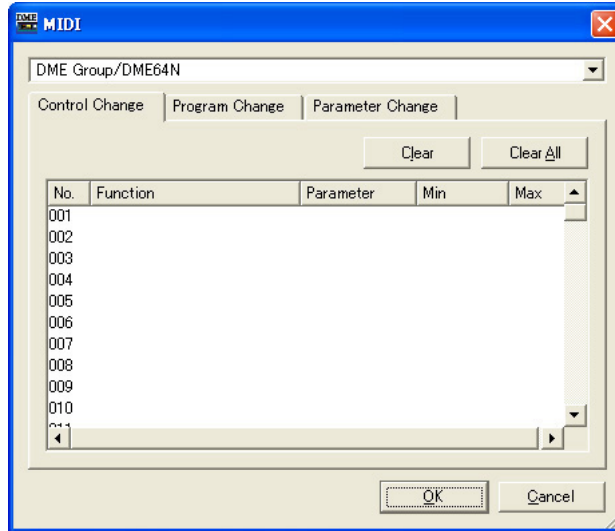 DME
MIDI
DME Group/DME64N
Control Change Program Change Parameter Change
Clear Clear All
No. Function Parameter Min Max
001
002
003
004
005
006
007
008
009
010
011
OK Cancel